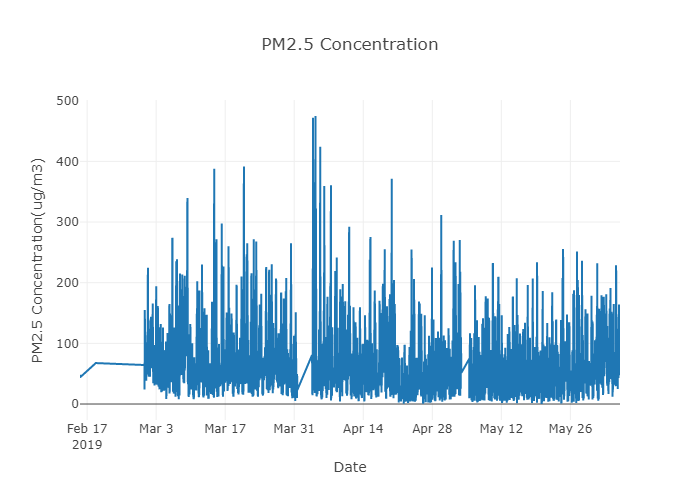 PM2.5 Concentration
PM2.5 Concentration(ug/m3)
500
400
300
200
100
0
Feb 17 Mar 3 Mar 17 Mar 31 Apr 14 Apr 28 May 12 May 26
2019
Date